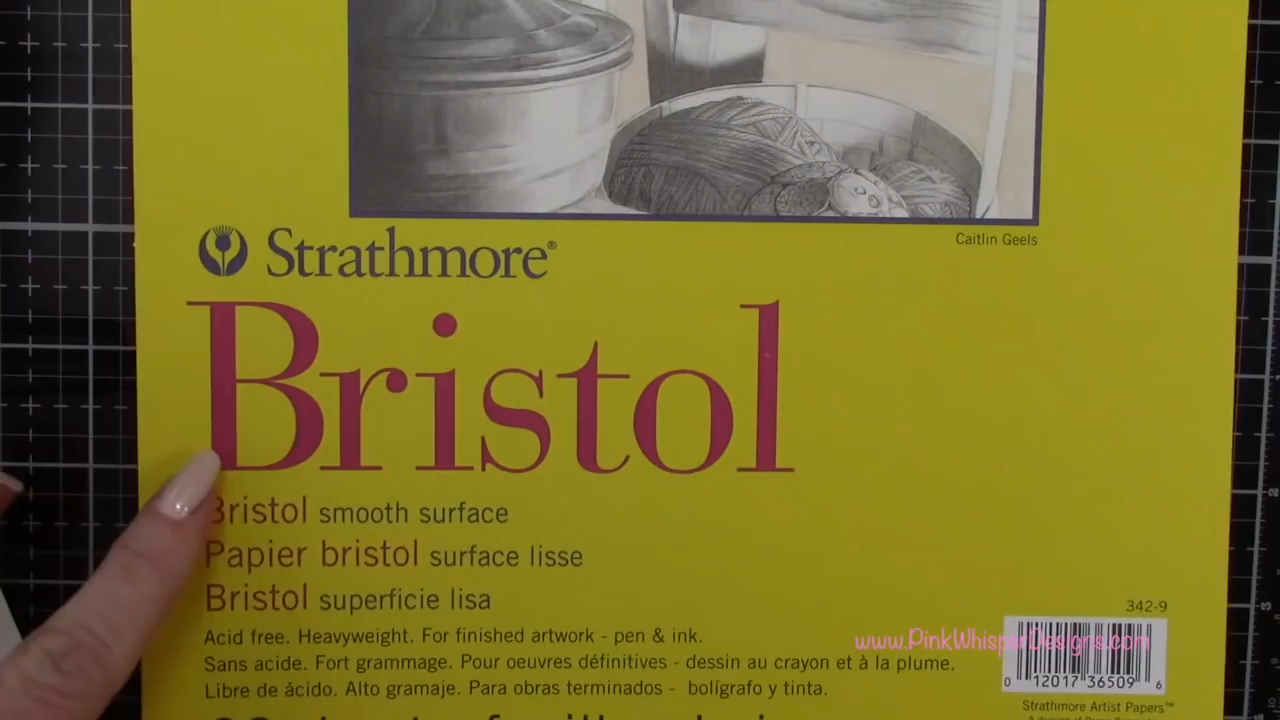 Caitlin Geels
Strathmore®
Bristol
Bristol smooth surface
Papier bristol surface lisse
Bristol superficie lisa
342-9
Acid free. Heavyweight. For finished artwork - pen & ink.
www.PinkWhisperDesigns.com
Sans acide. Fort grammage. Pour oeuvres définitives - dessin au crayon et à la plume.
Libre de ácido. Alto gramaje. Para obras terminados - bolígrafo y tinta.
0 12017 36509 6
Strathmore Artist Papers™
2
3